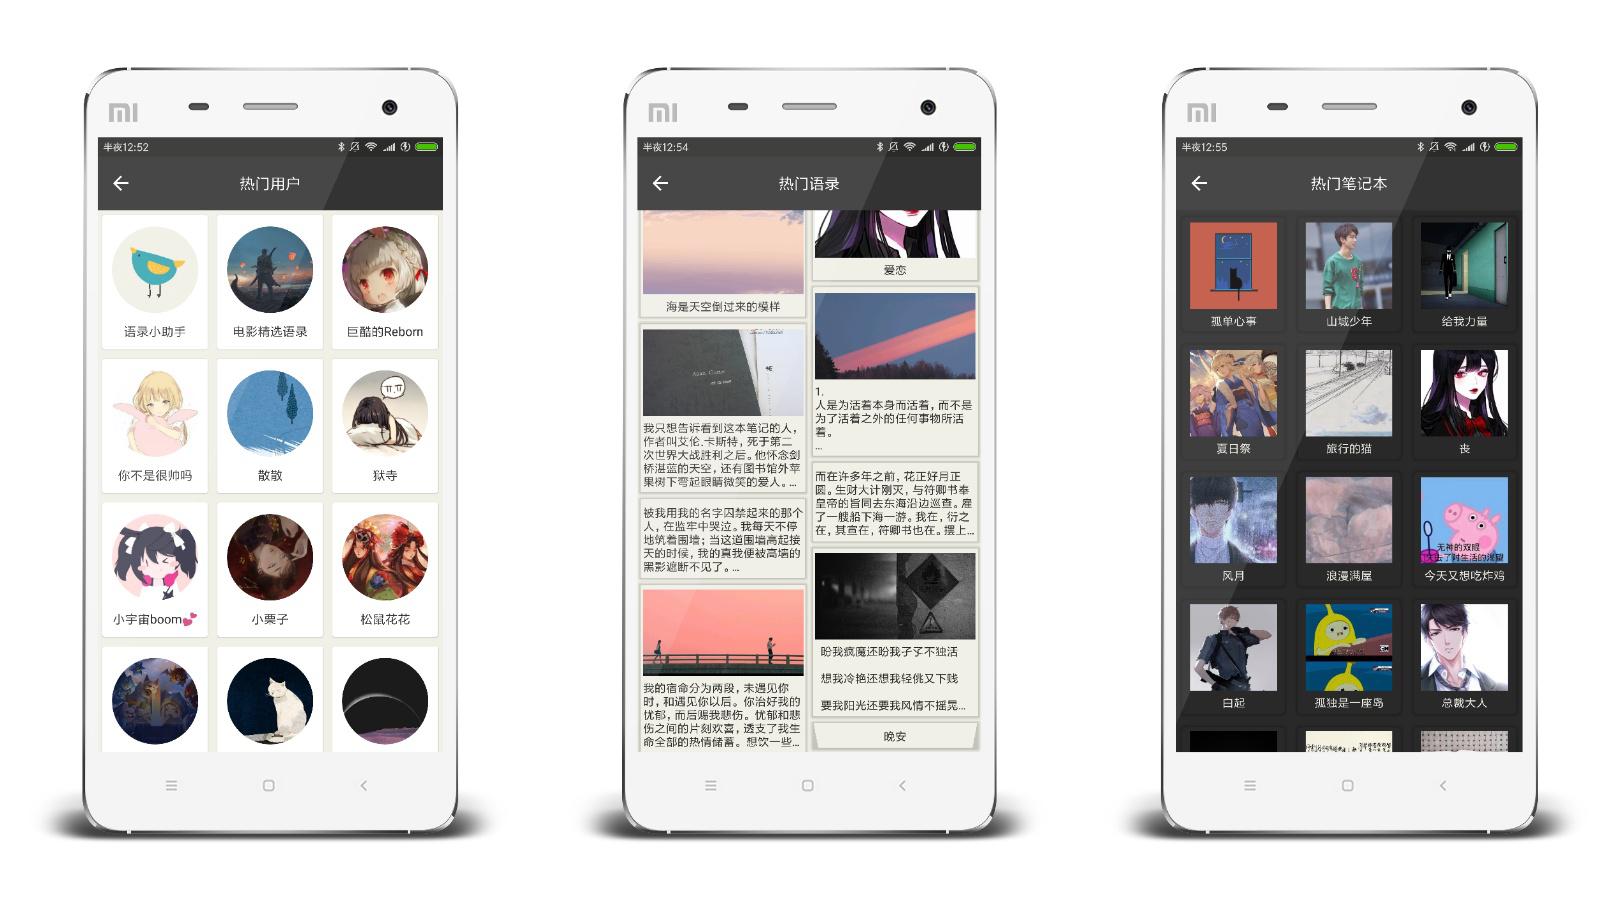 MI
半夜12:52
热门用户
语录小助手
电影精选语录
巨酷的Reborn
你不是很帅吗
散散
狱寺
小宇宙boom💕
小栗子
松鼠花花
MI
半夜12:54
热门语录
海是天空倒过来的模样
我只想告诉看到这本笔记的人，
作者叫艾伦.卡斯特，死于第二
次世界大战胜利之后。他怀念剑
桥湛蓝的天空，还有图书馆外苹
果树下弯起眼睛微笑的爱人。...
被我用我的名字囚禁起来的那个
人，在监牢中哭泣。我每天不停
地筑着围墙；当这道围墙高起接
天的时候，我的真我便被高墙的
黑影遮断不见了。...
我的宿命分为两段，未遇见你
时，和遇见你以后。你治好我的
忧郁，而后赐我悲伤。忧郁和悲
伤之间的片刻欢喜，透支了我生
命全部的热情储蓄。想饮一些...
爱恋
1.
人是为活着本身而活着，而不是
为了活着之外的任何事物所活
着。
...
而在许多年之前，花正好月正
圆。生财大计刚灭，与符卿书奉
皇帝的旨同去东海沿边巡查。雇
了一艘船下海一游。我在，衍之
在，其宣在，符卿书也在。摆上...
盼我疯魔还盼我孑孓不独活
想我冷艳还想我轻佻又下贱
要我阳光还要我风情不摇晃...
晚安
MI
半夜12:55
热门笔记本
孤单心事
山城少年
给我力量
夏日祭
旅行的猫
丧
无神的双眼
风月
浪漫满屋
今天又想吃炸鸡
白起
孤独是一座岛
总裁大人